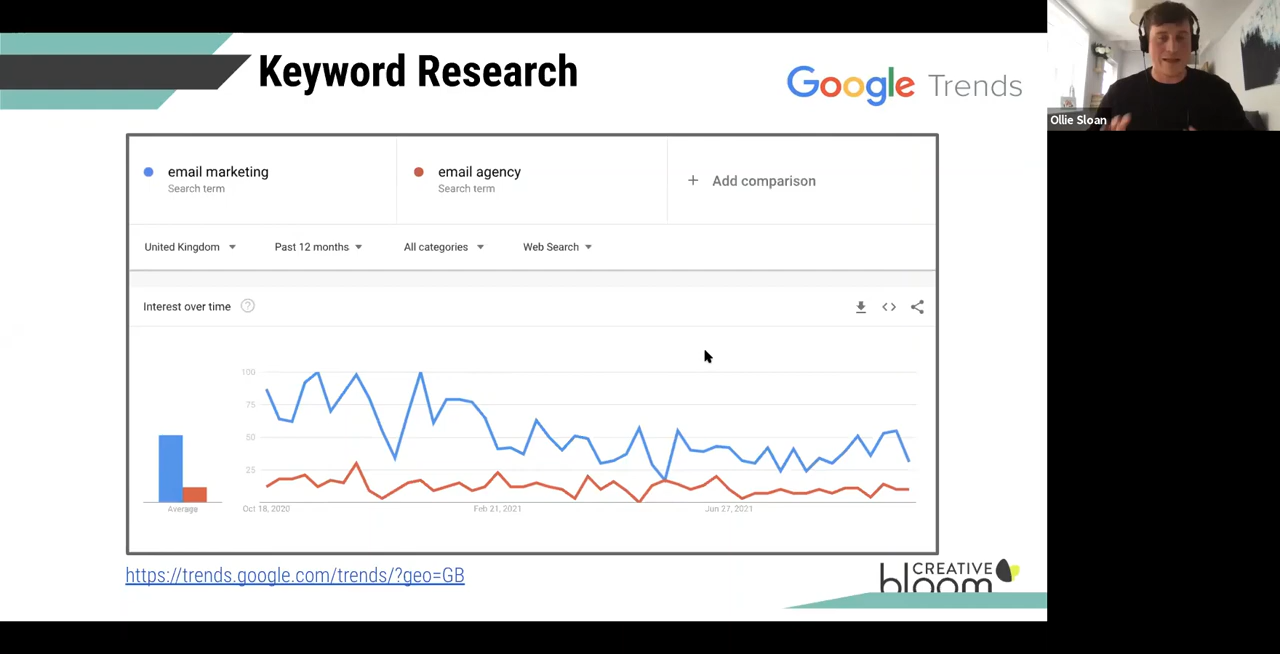 Keyword Research
Google Trends
Ollie Sloan
email marketing
Search term
email agency
Search term
+ Add comparison
United Kingdom
Past 12 months
All categories
Web Search
Interest over time
?
100
75
50
25
Average
Oct 18, 2020
Feb 21, 2021
Jun 27, 2021
https://trends.google.com/trends/?geo=GB
CREATIVE
bloom